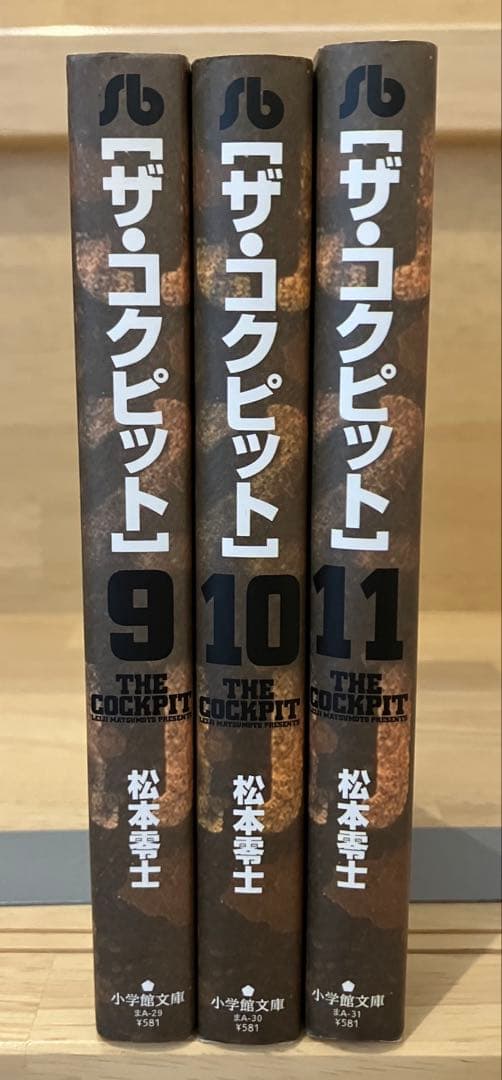 Sb
[ザ・コクピット]
9
THE
COCKPIT
LEIJI MATSUMOTO PRESENTS
松本零士
小学館文庫
まA-29
¥581
Sb
[ザ・コクピット]
10
THE
COCKPIT
LEIJI MATSUMOTO PRESENTS
松本零士
小学館文庫
まA-30
¥581
Sb
[ザ・コクピット]
11
THE
COCKPIT
LEIJI MATSUMOTO PRESENTS
松本零士
小学館文庫
まA-31
¥581